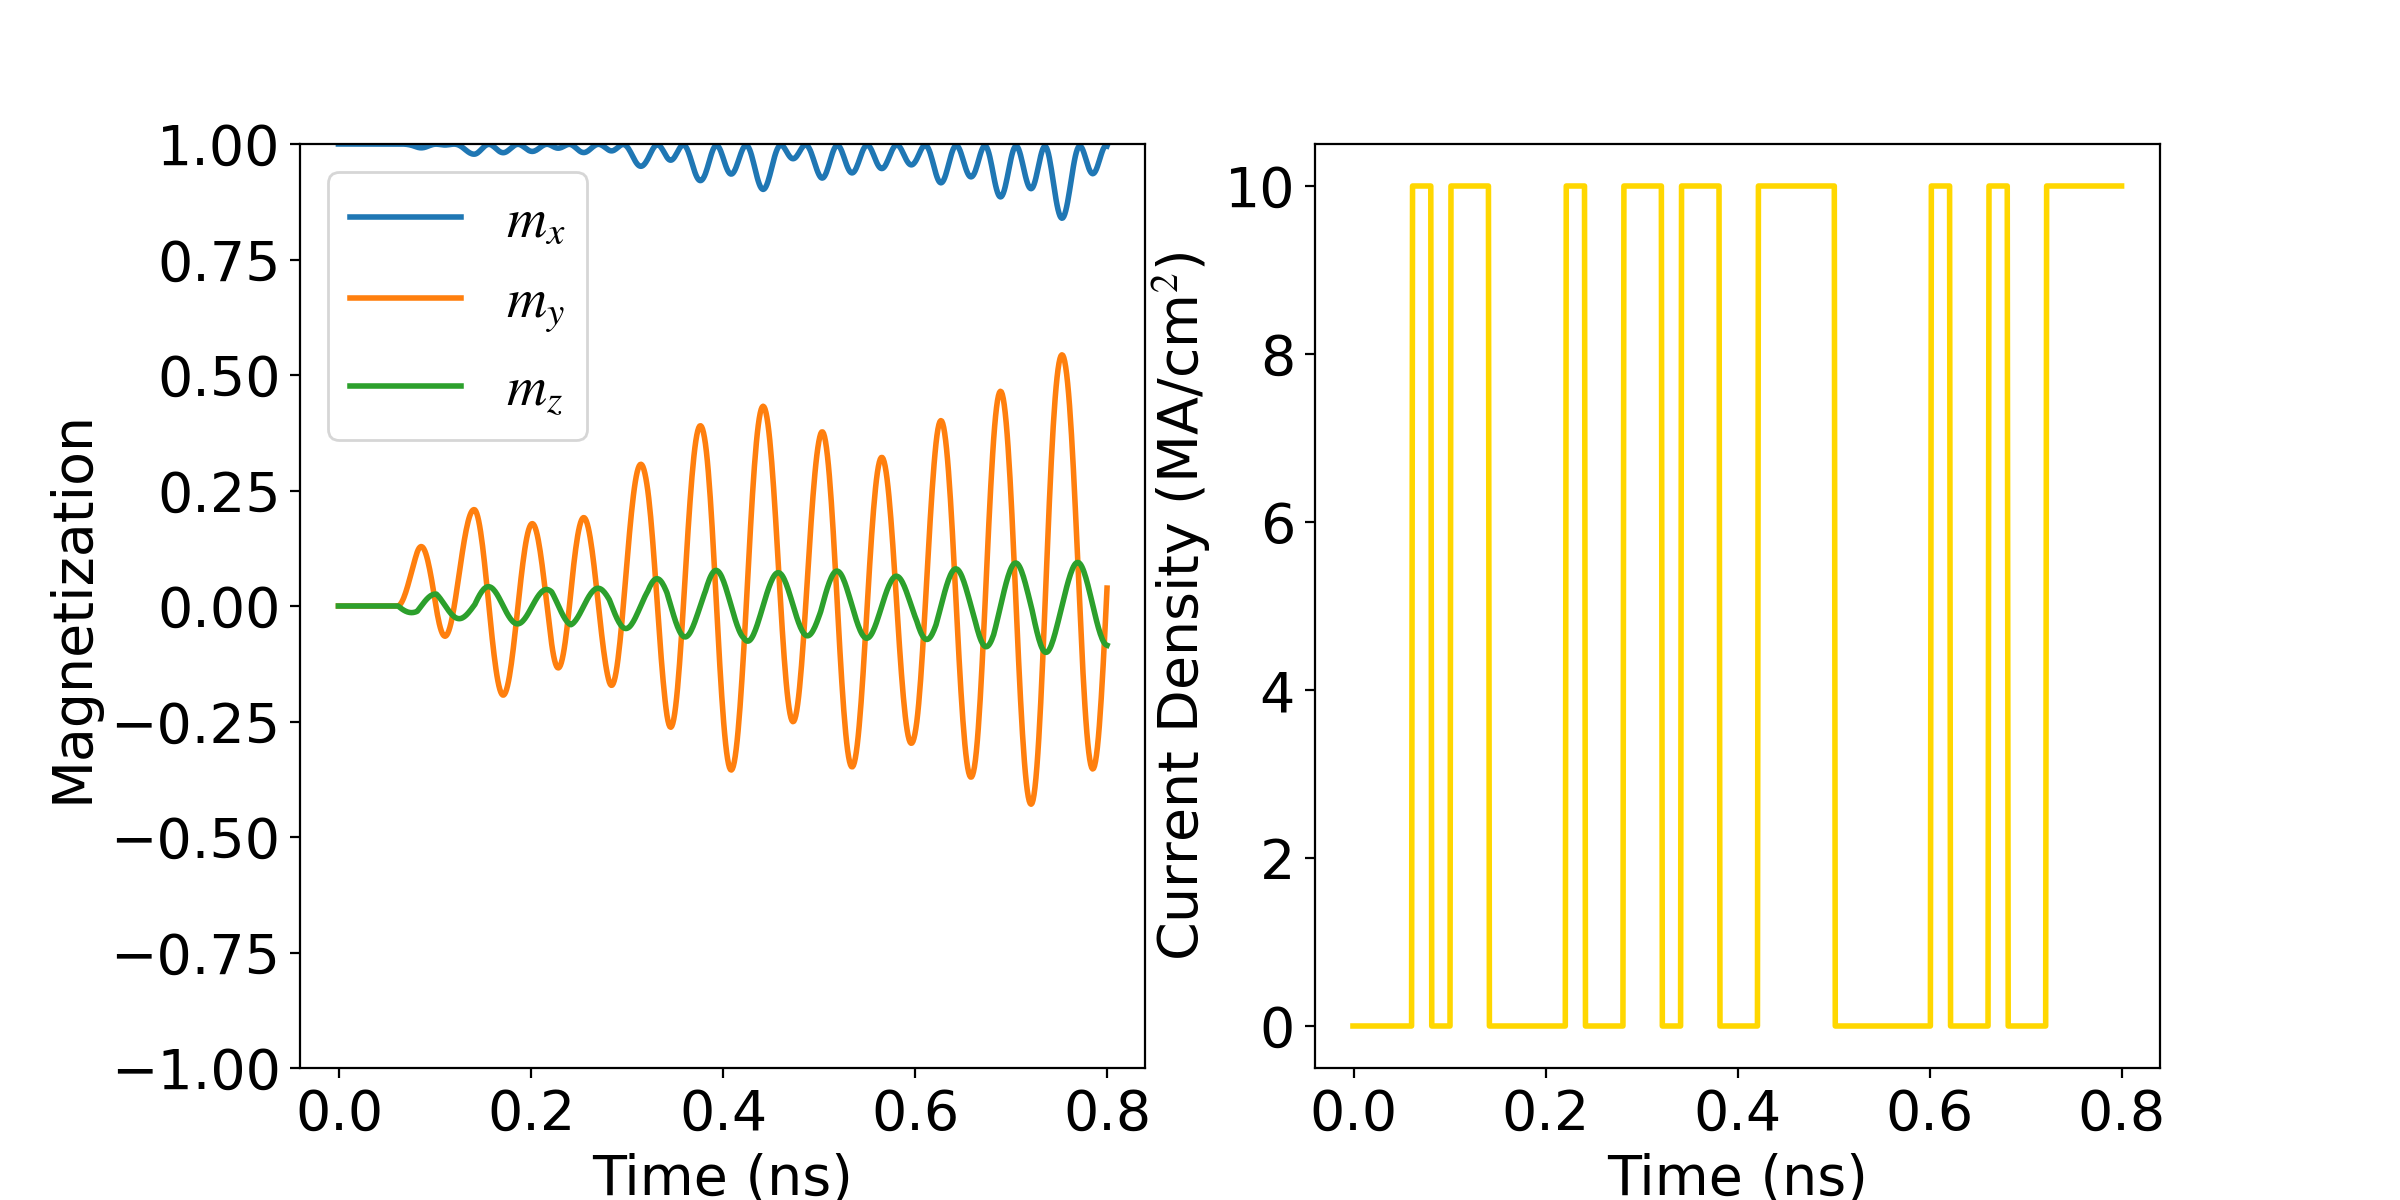 Magnetization
1.00
0.75
0.50
0.25
0.00
−0.25
−0.50
−0.75
−1.00
m_x
m_y
m_z
0.0 0.2 0.4 0.6 0.8
Time (ns)
Current Density (MA/cm²)
10
8
6
4
2
0
0.0 0.2 0.4 0.6 0.8
Time (ns)